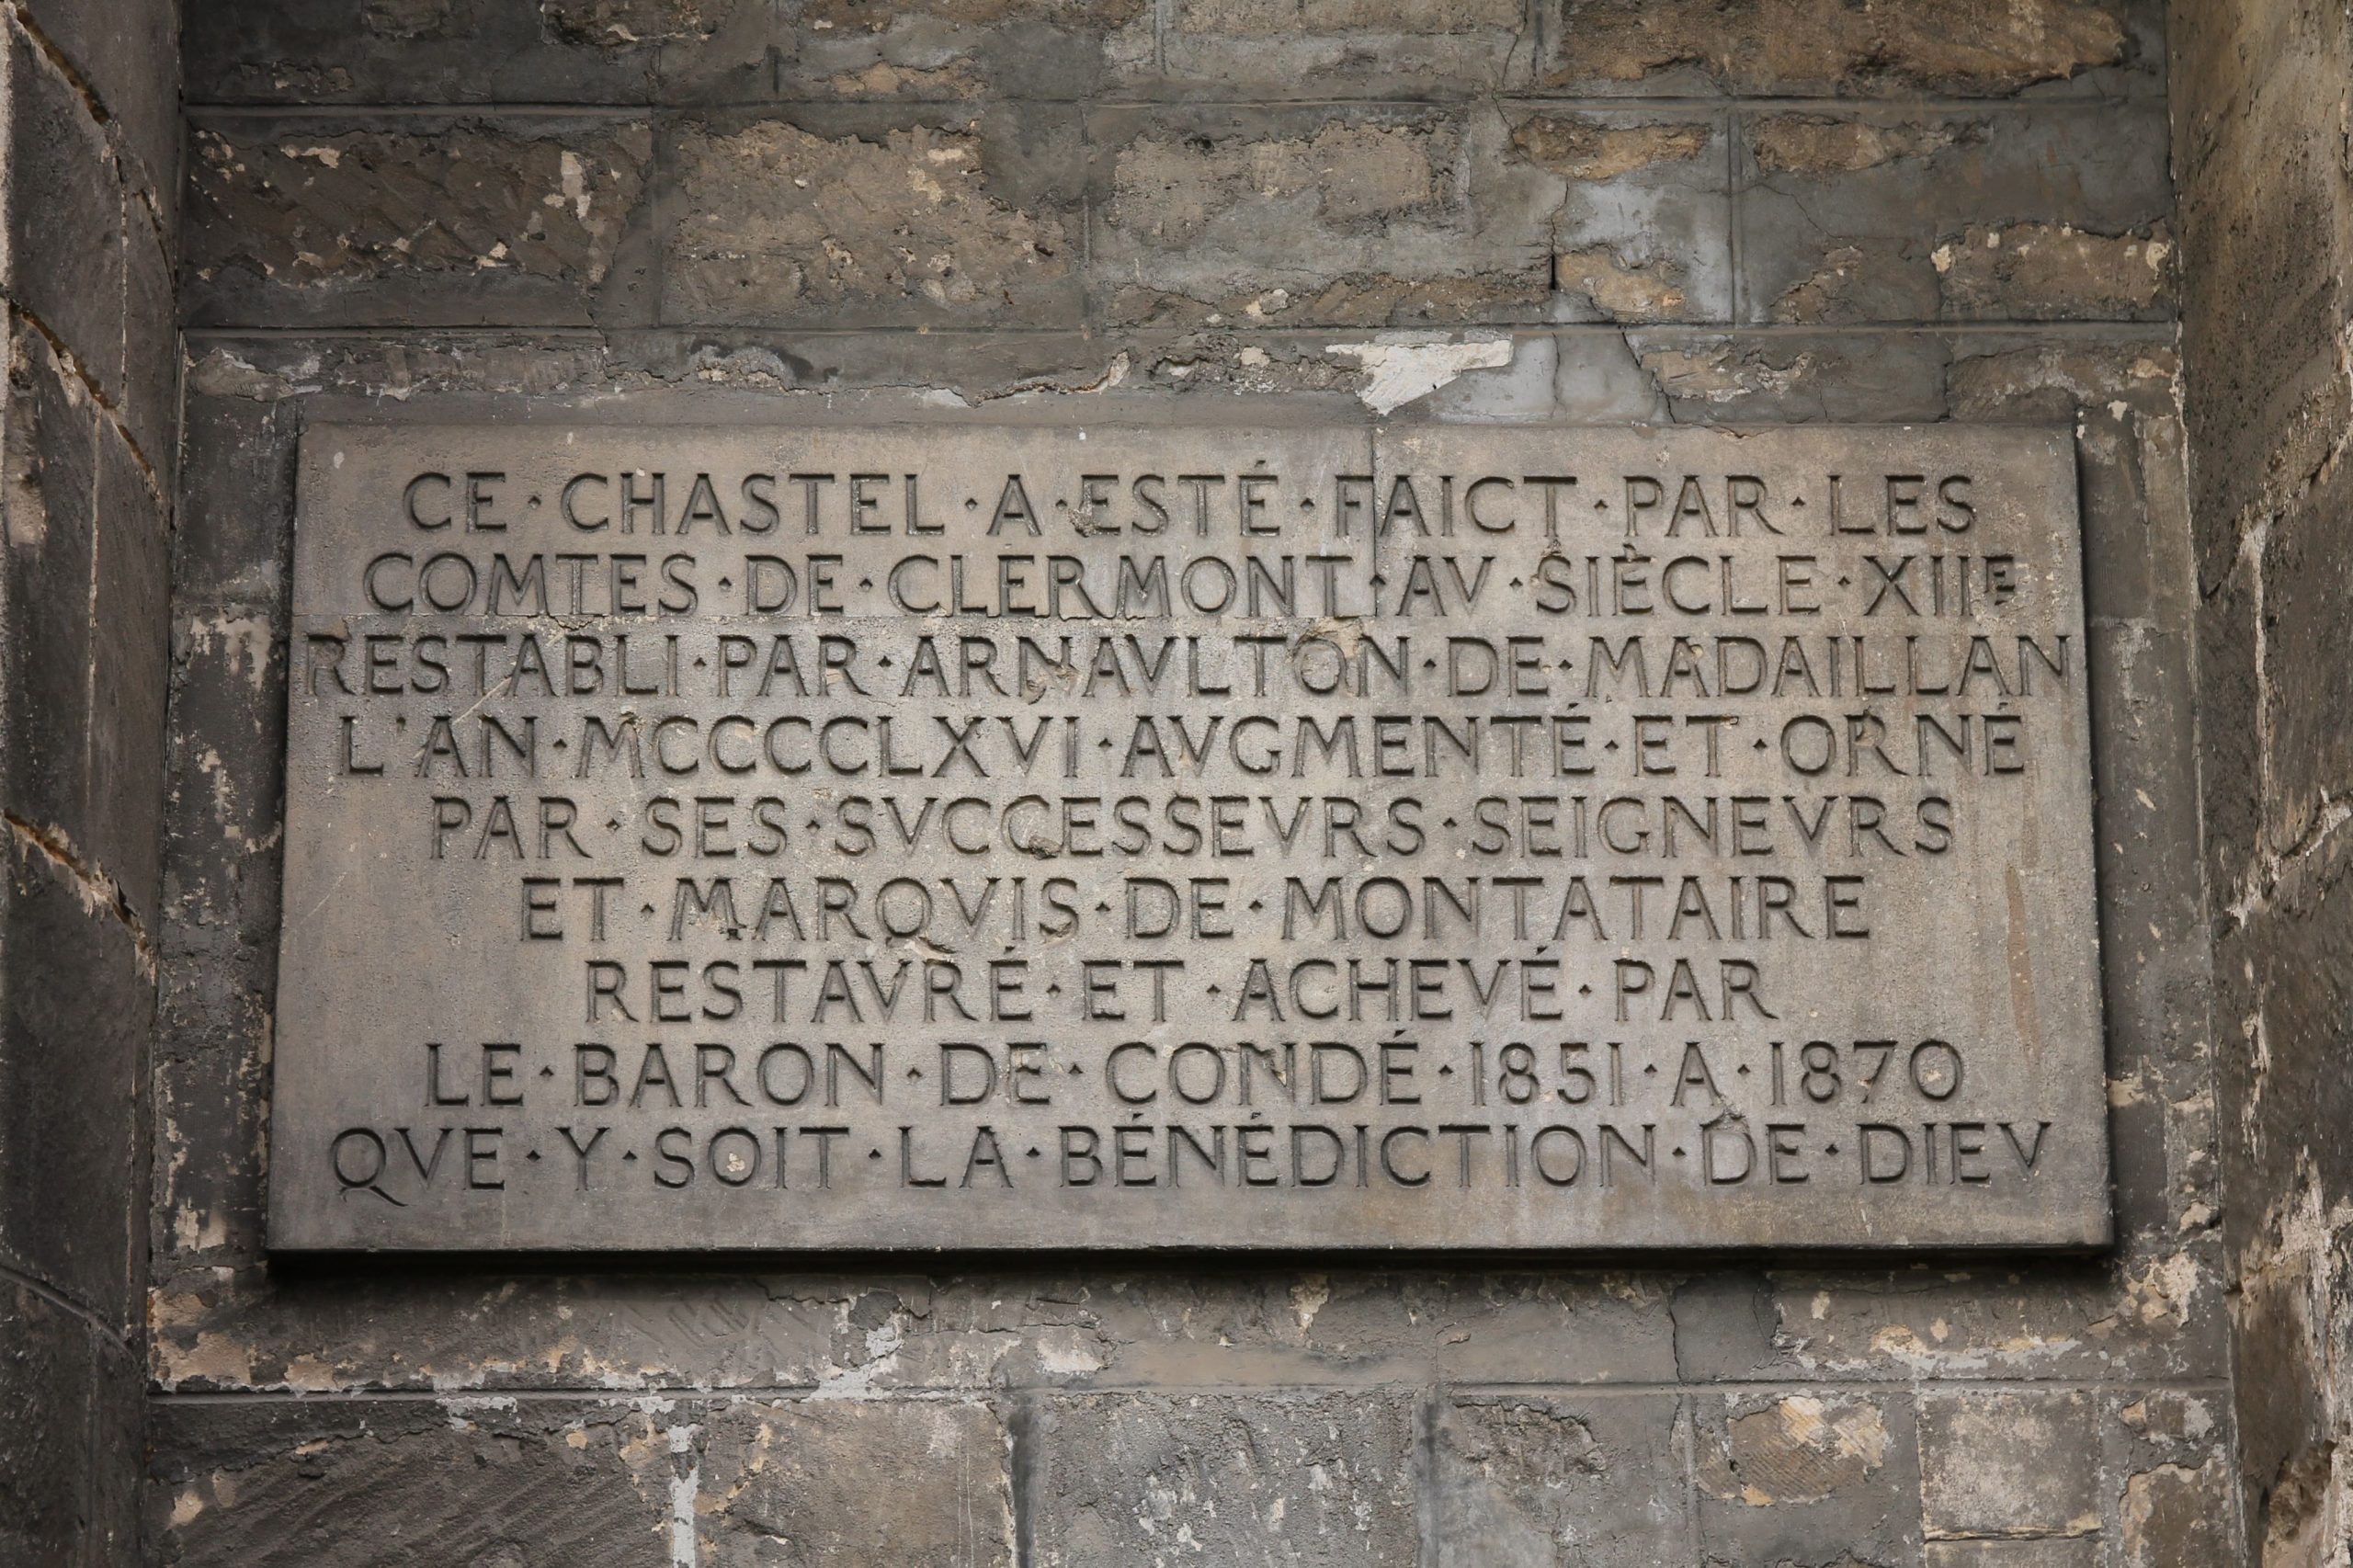 CE·CHASTEL·A·ESTÉ·FAICT·PAR·LES
COMTES·DE·CLERMONT·AV·SIÈCLE·XIIE
RESTABLI·PAR·ARNAVLTON·DE·MADAILLAN
L'AN·MCCCCLXVI·AVGMENTÉ·ET·ORNÉ
PAR·SES·SVCCESSEVRS·SEIGNEVRS
ET·MARQVIS·DE·MONTATAIRE
RESTAVRÉ·ET·ACHEVÉ·PAR
LE·BARON·DE·CONDÉ·1851·A·1870
QVE·Y·SOIT·LA·BÉNÉDICTION·DE·DIEV